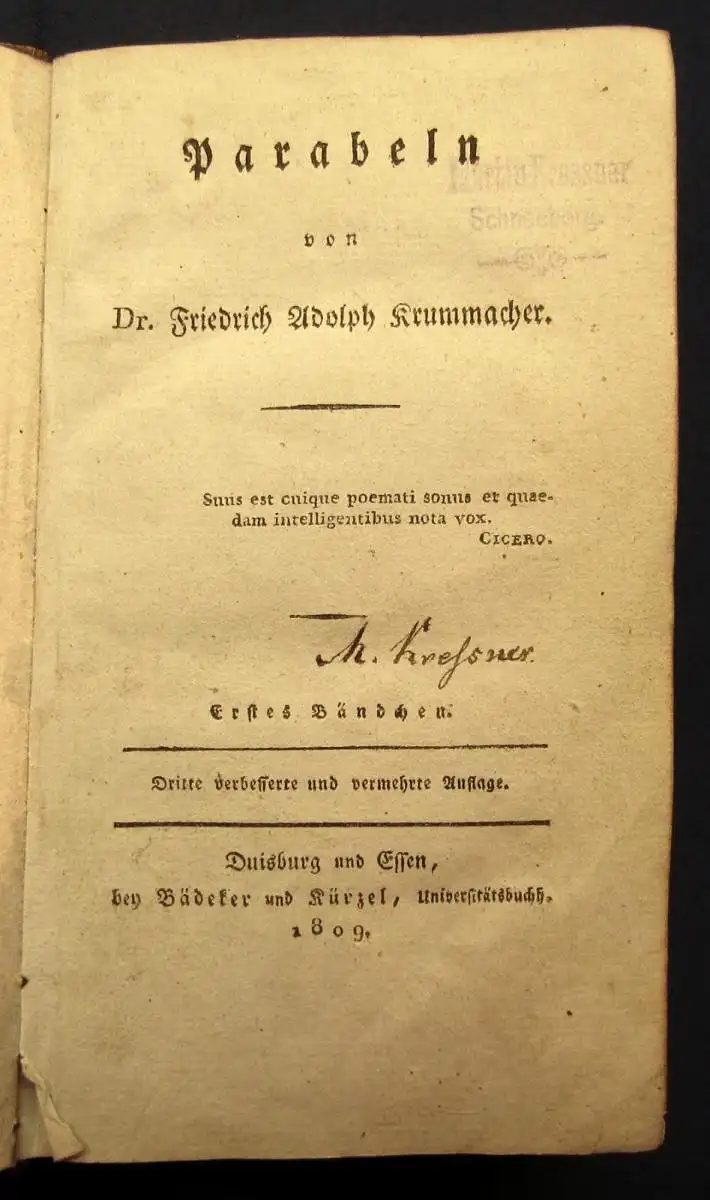 Parabeln
Schneeberg.
von
Dr. Friedrich Adolph Krummacher.
Suus est cuique poemati sonus et quae-
dam intelligentibus nota vox.
CICERO.
M. Kressner.
Erstes Bändchen.
Dritte verbesserte und vermehrte Auflage.
Duisburg und Essen,
bey Bädeker und Kürzel, Universitätsbuchh.
1809.